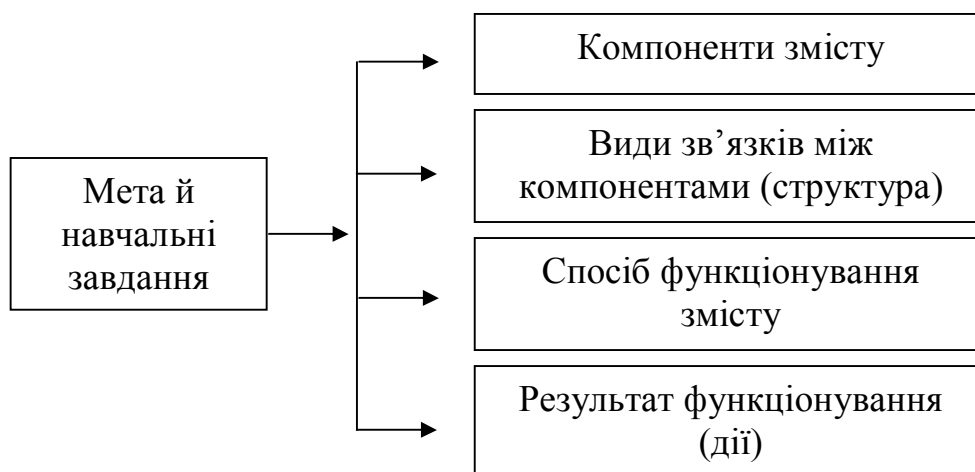 Мета й
навчальні
завдання
Компоненти змісту
Види зв’язків між
компонентами (структура)
Спосіб функціонування
змісту
Результат функціонування
(дії)